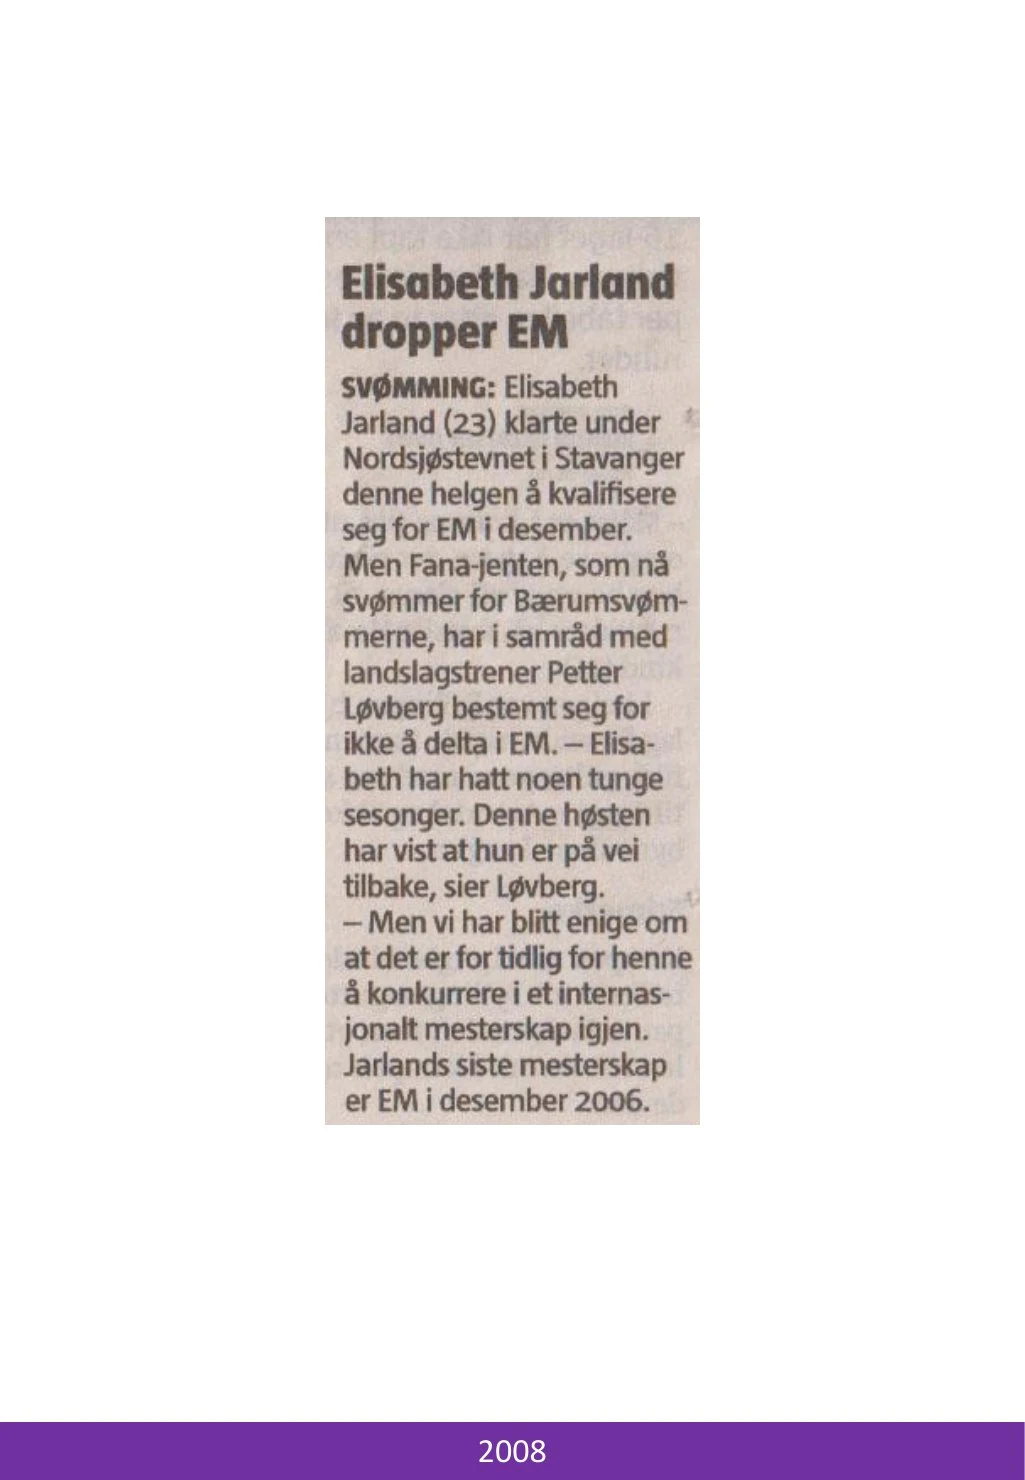 Elisabeth Jarland
dropper EM
SVØMMING: Elisabeth
Jarland (23) klarte under
Nordsjøstevnet i Stavanger
denne helgen å kvalifisere
seg for EM i desember.
Men Fana-jenten, som nå
svømmer for Bærumsvøm-
merne, har i samråd med
landslagstrener Petter
Løvberg bestemt seg for
ikke å delta i EM. – Elisa-
beth har hatt noen tunge
sesonger. Denne høsten
har vist at hun er på vei
tilbake, sier Løvberg.
– Men vi har blitt enige om
at det er for tidlig for henne
å konkurrere i et internas-
jonalt mesterskap igjen.
Jarlands siste mesterskap
er EM i desember 2006.
2008